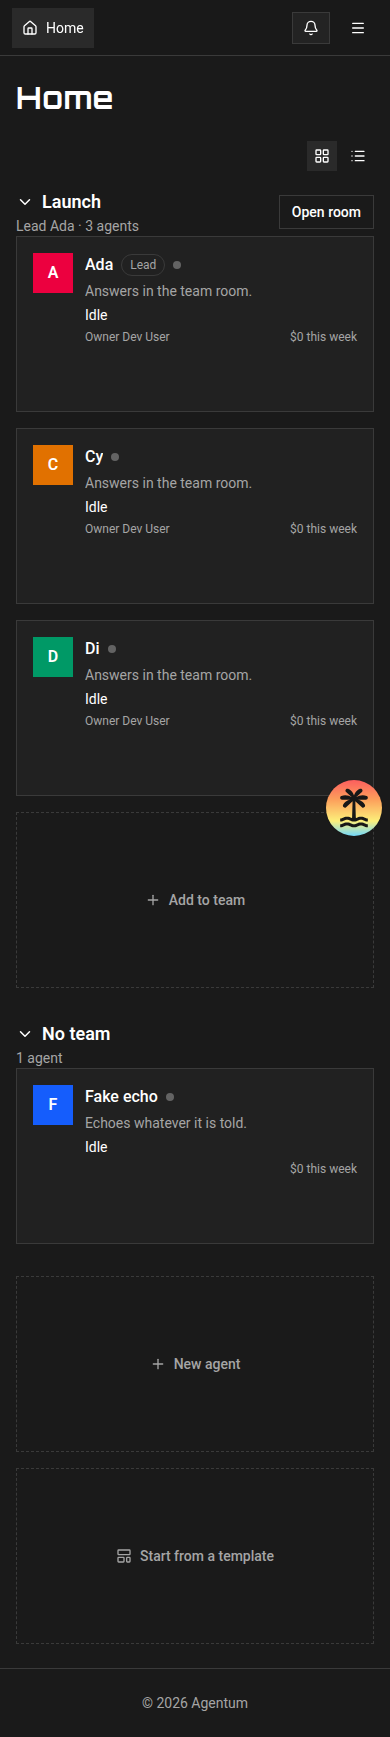 Home
Home
Launch
Lead Ada · 3 agents
Open room
A
Ada
Lead
Answers in the team room.
Idle
Owner Dev User
$0 this week
C
Cy
Answers in the team room.
Idle
Owner Dev User
$0 this week
D
Di
Answers in the team room.
Idle
Owner Dev User
$0 this week
Add to team
No team
1 agent
F
Fake echo
Echoes whatever it is told.
Idle
$0 this week
New agent
Start from a template
© 2026 Agentum